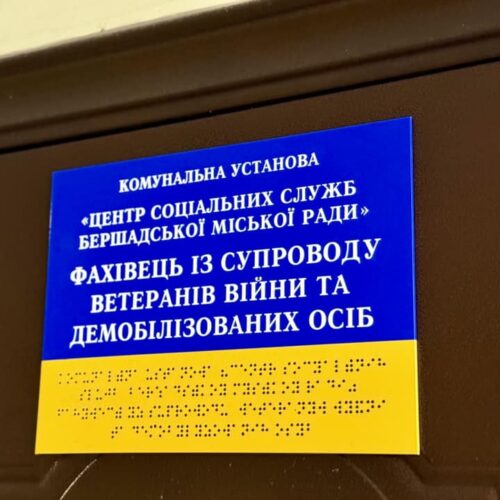 КОМУНАЛЬНА УСТАНОВА
«ЦЕНТР СОЦІАЛЬНИХ СЛУЖБ
БЕРШАДСЬКОЇ МІСЬКОЇ РАДИ»
ФАХІВЕЦЬ ІЗ СУПРОВОДУ
ВЕТЕРАНІВ ВІЙНИ ТА
ДЕМОБІЛІЗОВАНИХ ОСІБ